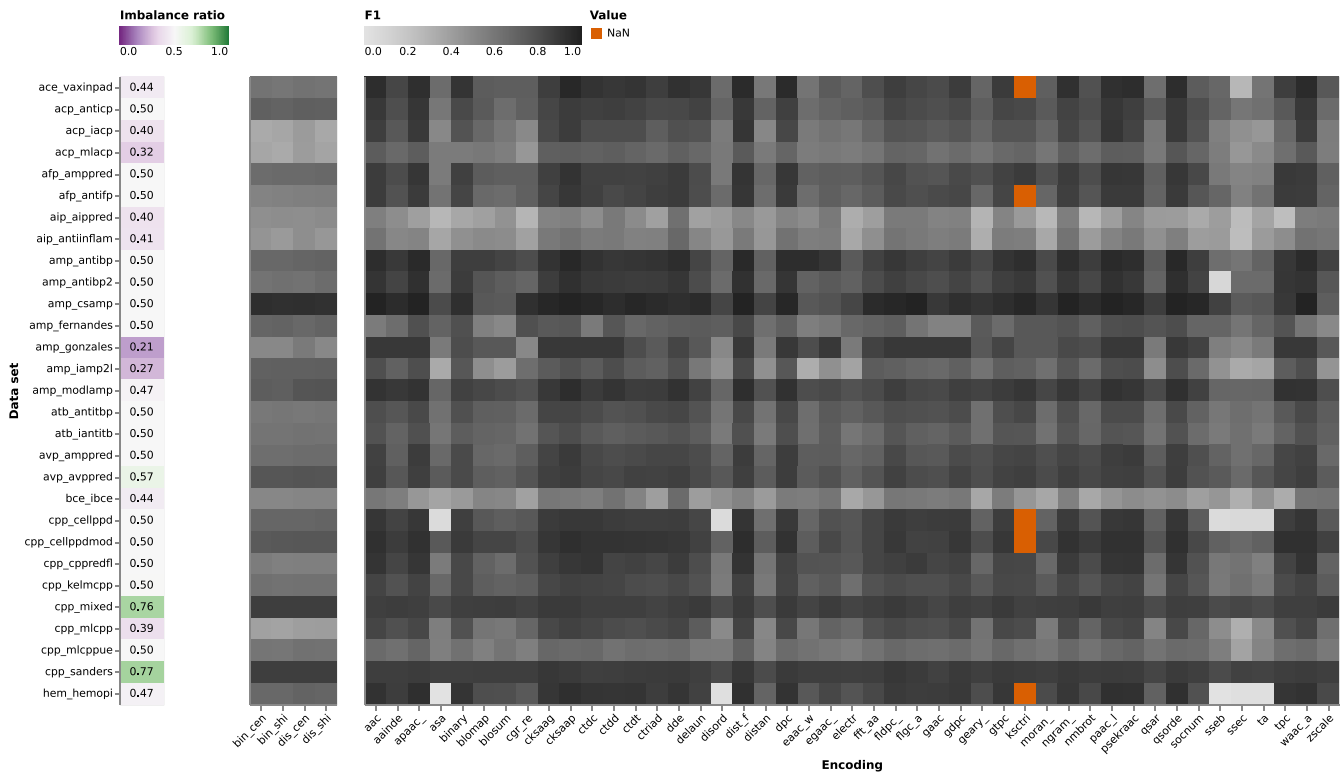 Imbalance ratio
0.0 0.5 1.0
F1
0.0 0.2 0.4 0.6 0.8 1.0
Value
NaN
Data set
ace_vaxinpad 0.44
acp_anticp 0.50
acp_iacp 0.40
acp_mlacp 0.32
afp_amppred 0.50
afp_antifp 0.50
aip_aippred 0.40
aip_antiinflam 0.41
amp_antibp 0.50
amp_antibp2 0.50
amp_csamp 0.50
amp_fernandes 0.50
amp_gonzales 0.21
amp_iamp2l 0.27
amp_modlamp 0.47
atb_antitbp 0.50
atb_iantitb 0.50
avp_amppred 0.50
avp_avppred 0.57
bce_ibce 0.44
cpp_cellppd 0.50
cpp_cellppdmod 0.50
cpp_cppredfl 0.50
cpp_kelmcpp 0.50
cpp_mixed 0.76
cpp_mlcpp 0.39
cpp_mlcppue 0.50
cpp_sanders 0.77
hem_hemopi 0.47
bin_cen bin_shi dis_cen dis_shi
aac aainde apaac_ asa binary blomap blosum cgr_re cksaag cksaap ctdc ctdd ctdt ctriad dde delaun disord dist_f distan dpc eaac_w egaac_ electr fft_aa fldpc_ flgc_a gaac gdpc geary_ gtpc ksctri moran_ ngram_ nmbrot paac_l psekraac qsar qsorde socnum sseb ssec ta tpc waac_a zscale
Encoding